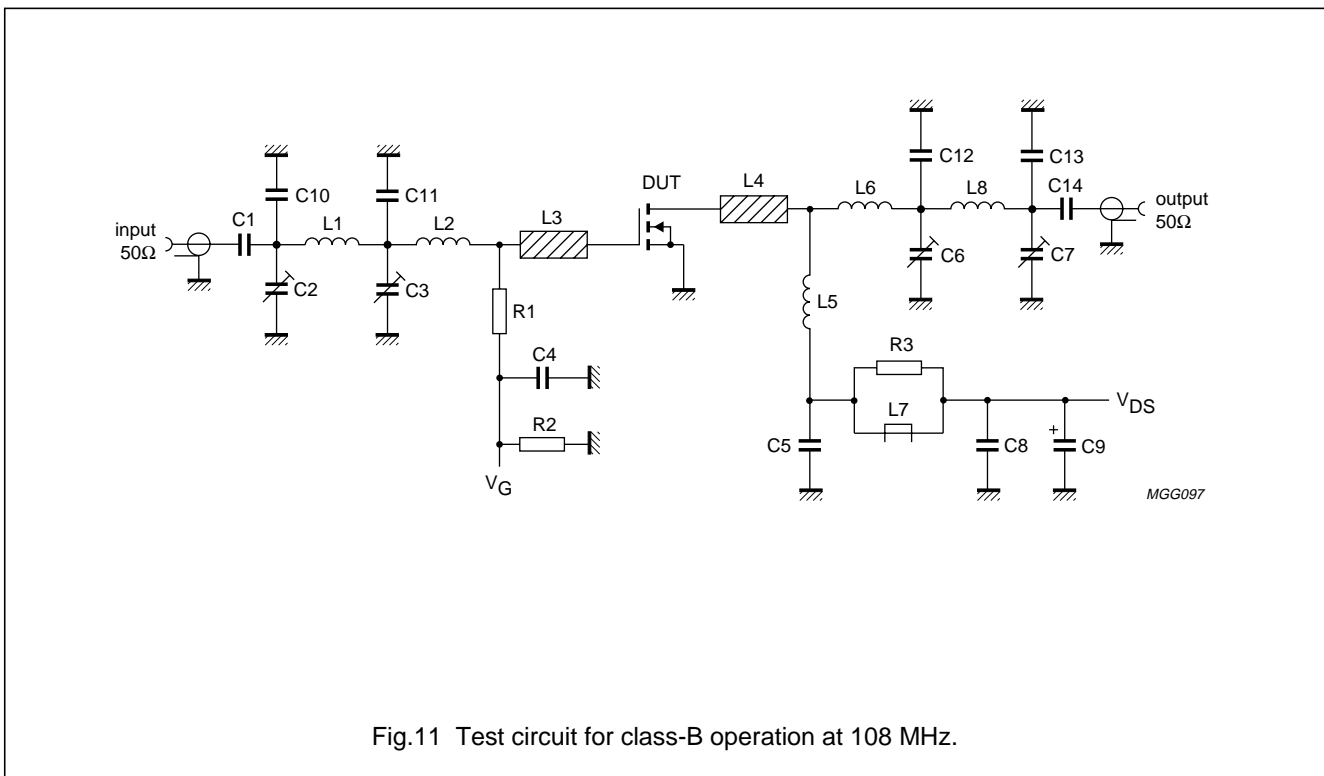 C12
C13
C10
C11
DUT
L4
L6
L8
C14
output
50Ω
input
50Ω
C1
L1
L2
L3
C6
C7
C2
C3
R1
L5
C4
R3
R2
L7
VDS
C5
C8
+
C9
VG
MGG097
Fig.11 Test circuit for class-B operation at 108 MHz.